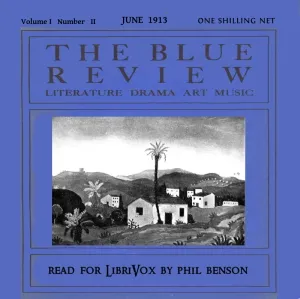 Volume I Number II JUNE 1913 ONE SHILLING NET
THE BLUE
REVIEW
LITERATURE DRAMA ART MUSIC
READ FOR LIBRIVOX BY PHIL BENSON